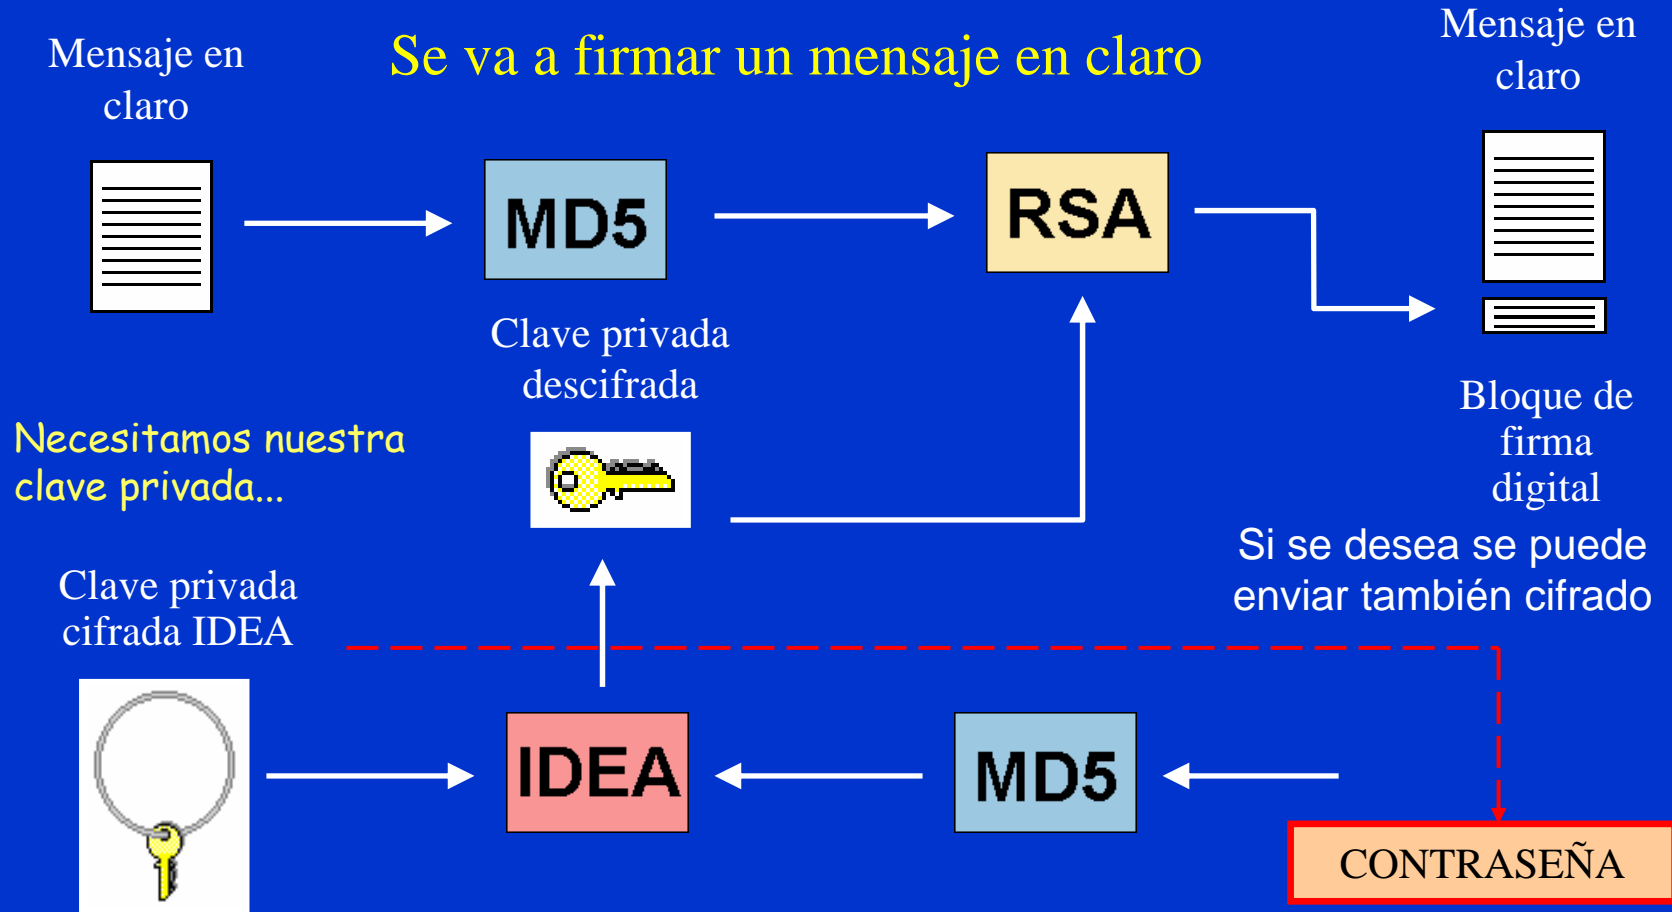 Se va a firmar un mensaje en claro
Mensaje en
claro
MD5
RSA
Mensaje en
claro
Clave privada
descifrada
Bloque de
firma
digital
Necesitamos nuestra
clave privada...
Si se desea se puede
enviar también cifrado
Clave privada
cifrada IDEA
IDEA
MD5
CONTRASEÑA